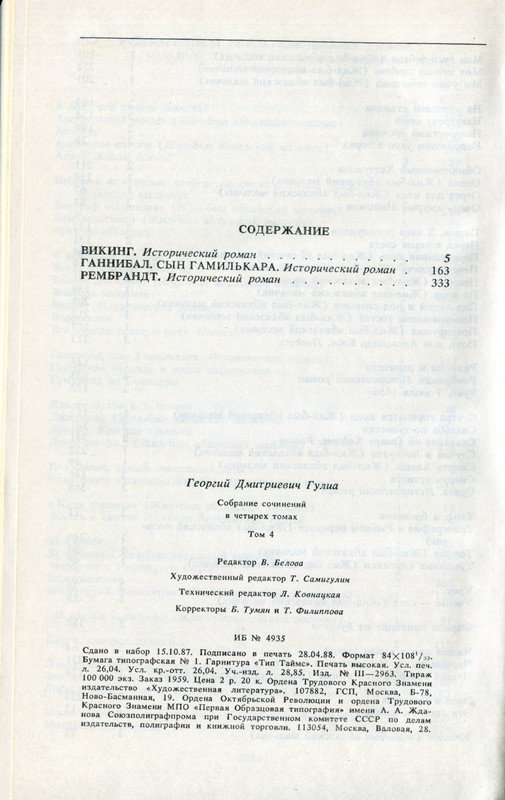 СОДЕРЖАНИЕ
ВИКИНГ. Исторический роман . . . . . . . . . . . . 5
ГАННИБАЛ. СЫН ГАМИЛЬКАРА. Исторический роман . 163
РЕМБРАНДТ. Исторический роман . . . . . . . . . . 333
Георгий Дмитриевич Гулиа
Собрание сочинений
в четырех томах
Том 4
Редактор В. Белова
Художественный редактор Т. Самигулин
Технический редактор Л. Ковнацкая
Корректоры Б. Тумян и Т. Филиппова
ИБ № 4935
Сдано в набор 15.10.87. Подписано в печать 28.04.88. Формат 84×108¹/₃₂.
Бумага типографская № 1. Гарнитура «Тип Таймс». Печать высокая. Усл. печ.
л. 26,04. Усл. кр.-отт. 26,04. Уч.-изд. л. 28,85. Изд. № III—2963. Тираж
100 000 экз. Заказ 1959. Цена 2 р. 20 к. Ордена Трудового Красного Знамени
издательство «Художественная литература». 107882, ГСП, Москва, Б-78,
Ново-Басманная, 19. Ордена Октябрьской Революции и ордена Трудового
Красного Знамени МПО «Первая Образцовая типография» имени А. А. Жда-
нова Союзполиграфпрома при Государственном комитете СССР по делам
издательств, полиграфии и книжной торговли. 113054, Москва, Валовая, 28.